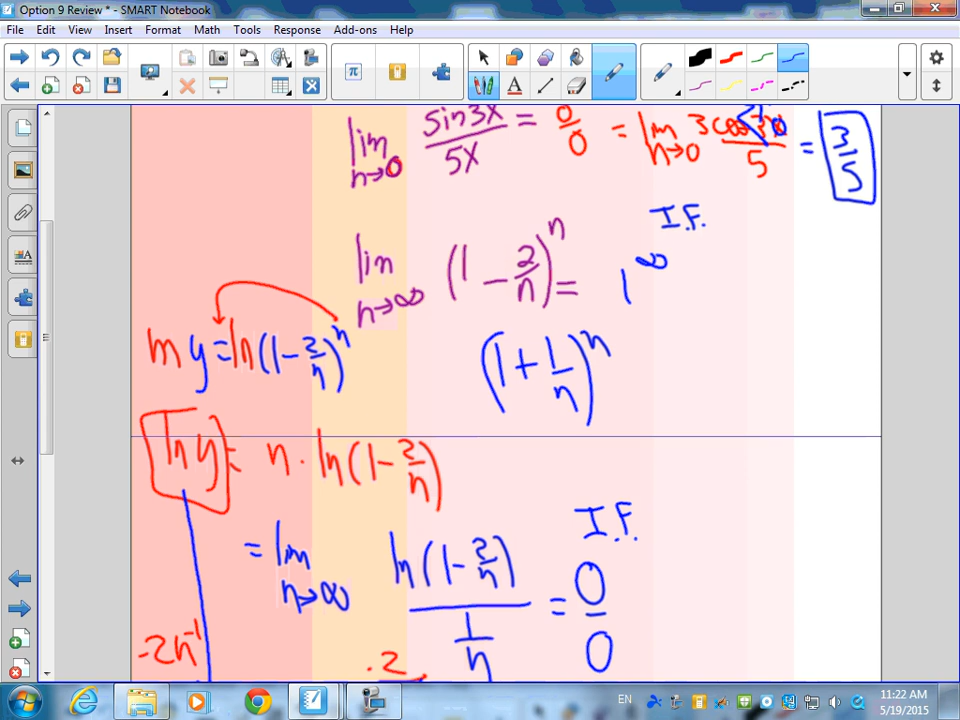 Option 9 Review * - SMART Notebook
File Edit View Insert Format Math Tools Response Add-ons Help
lim n→0 sin3x/5x = 0/0 = lim n→0 3cos3x/5 = 3/5
I.F.
lim n→∞ (1 - 2/n)^n = 1^∞
ln y = ln(1 - 2/n)^n
(1 + 1/n)^n
ln y = n · ln(1 - 2/n)
I.F.
= lim n→∞ ln(1 - 2/n) / 1/n = 0/0
-2n^-1
EN
11:22 AM
5/19/2015